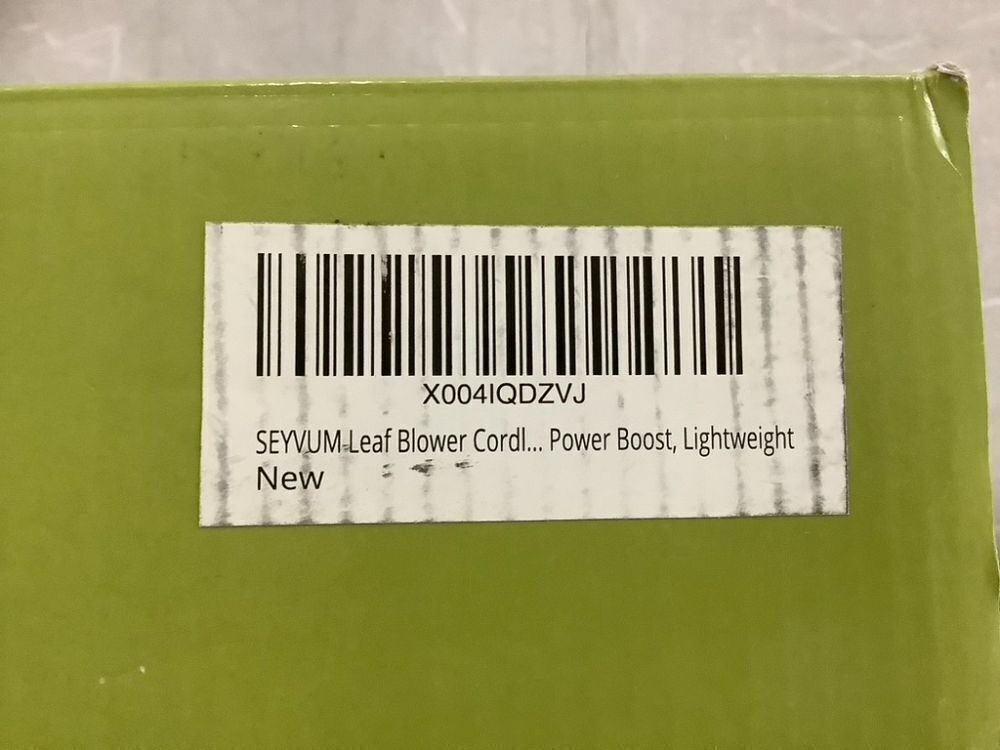 X004IQDZVJ
SEYVUM-Leaf Blower Cordl... Power Boost, Lightweight
New